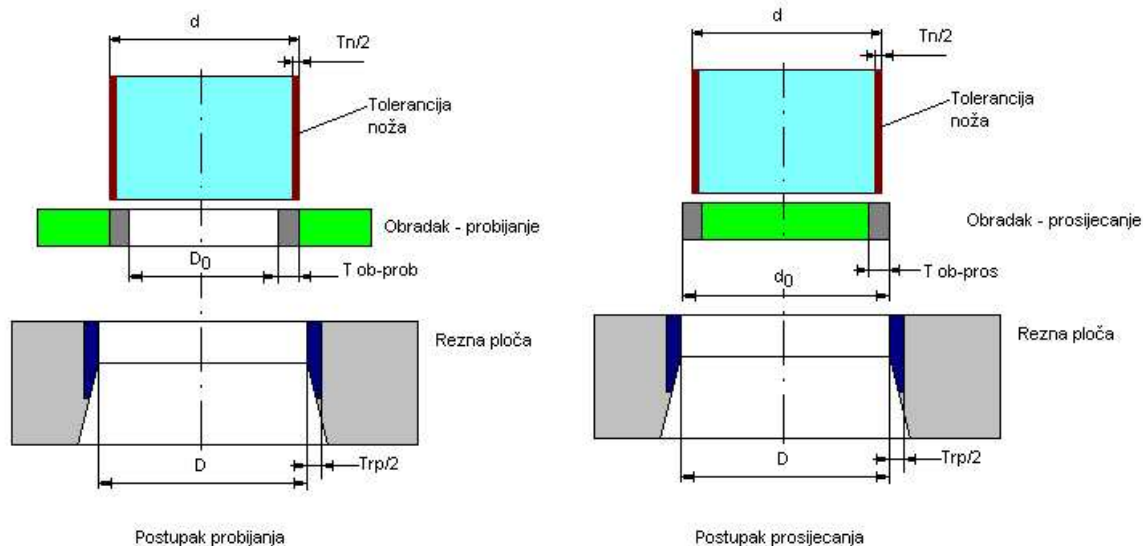 d
Tn/2
Tolerancija
noža
Obradak - probijanje
D0
T ob-prob
Rezna ploča
D
Trp/2
Postupak probijanja
d
Tn/2
Tolerancija
noža
Obradak - prosijecanje
T ob-pros
d0
Rezna ploča
D
Trp/2
Postupak prosijecanja